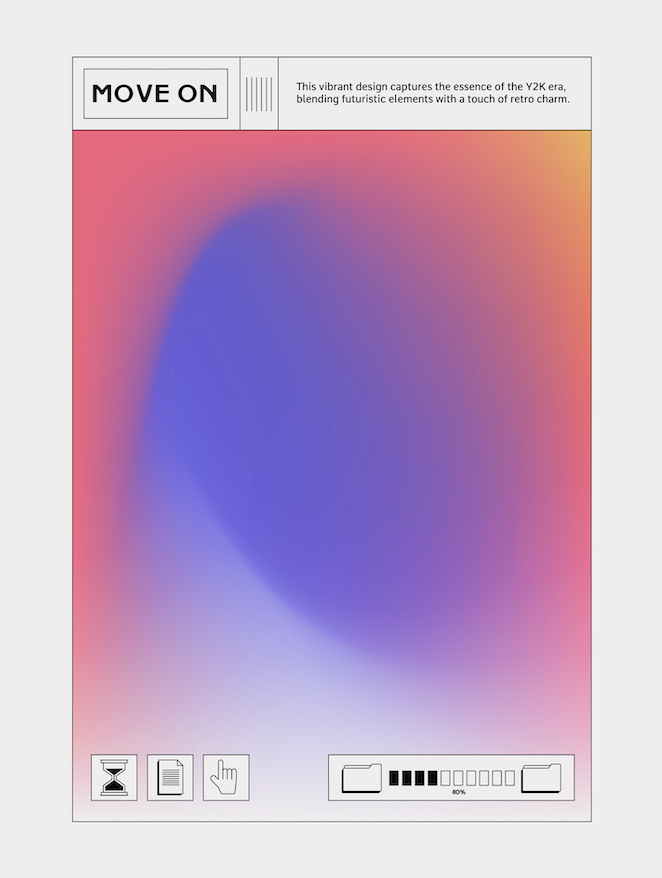 MOVE ON
This vibrant design captures the essence of the Y2K era,
blending futuristic elements with a touch of retro charm.
40%